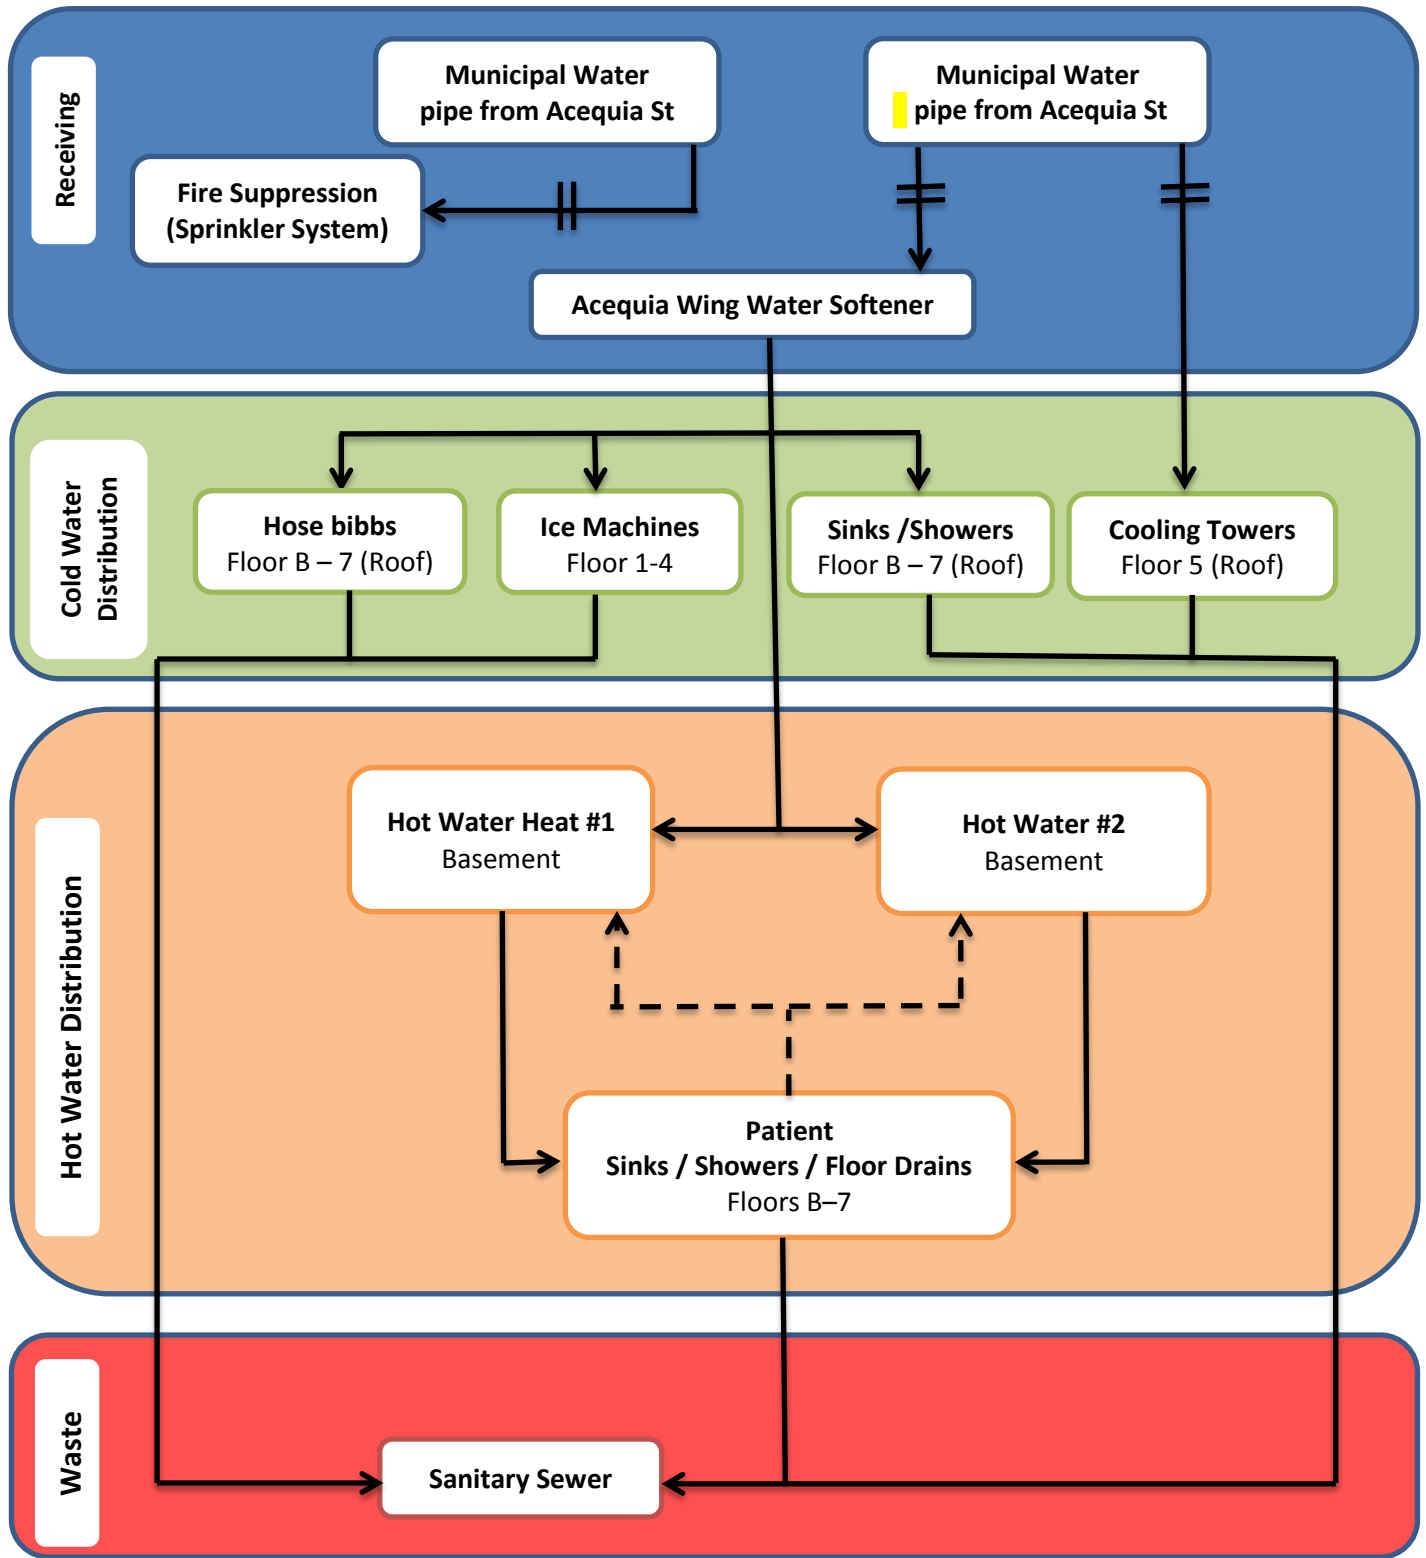 Receiving
Municipal Water
pipe from Acequia St
Municipal Water
pipe from Acequia St
Fire Suppression
(Sprinkler System)
Acequia Wing Water Softener
Cold Water
Distribution
Hose bibbs
Floor B – 7 (Roof)
Ice Machines
Floor 1-4
Sinks /Showers
Floor B – 7 (Roof)
Cooling Towers
Floor 5 (Roof)
Hot Water Distribution
Hot Water Heat #1
Basement
Hot Water #2
Basement
Patient
Sinks / Showers / Floor Drains
Floors B–7
Waste
Sanitary Sewer